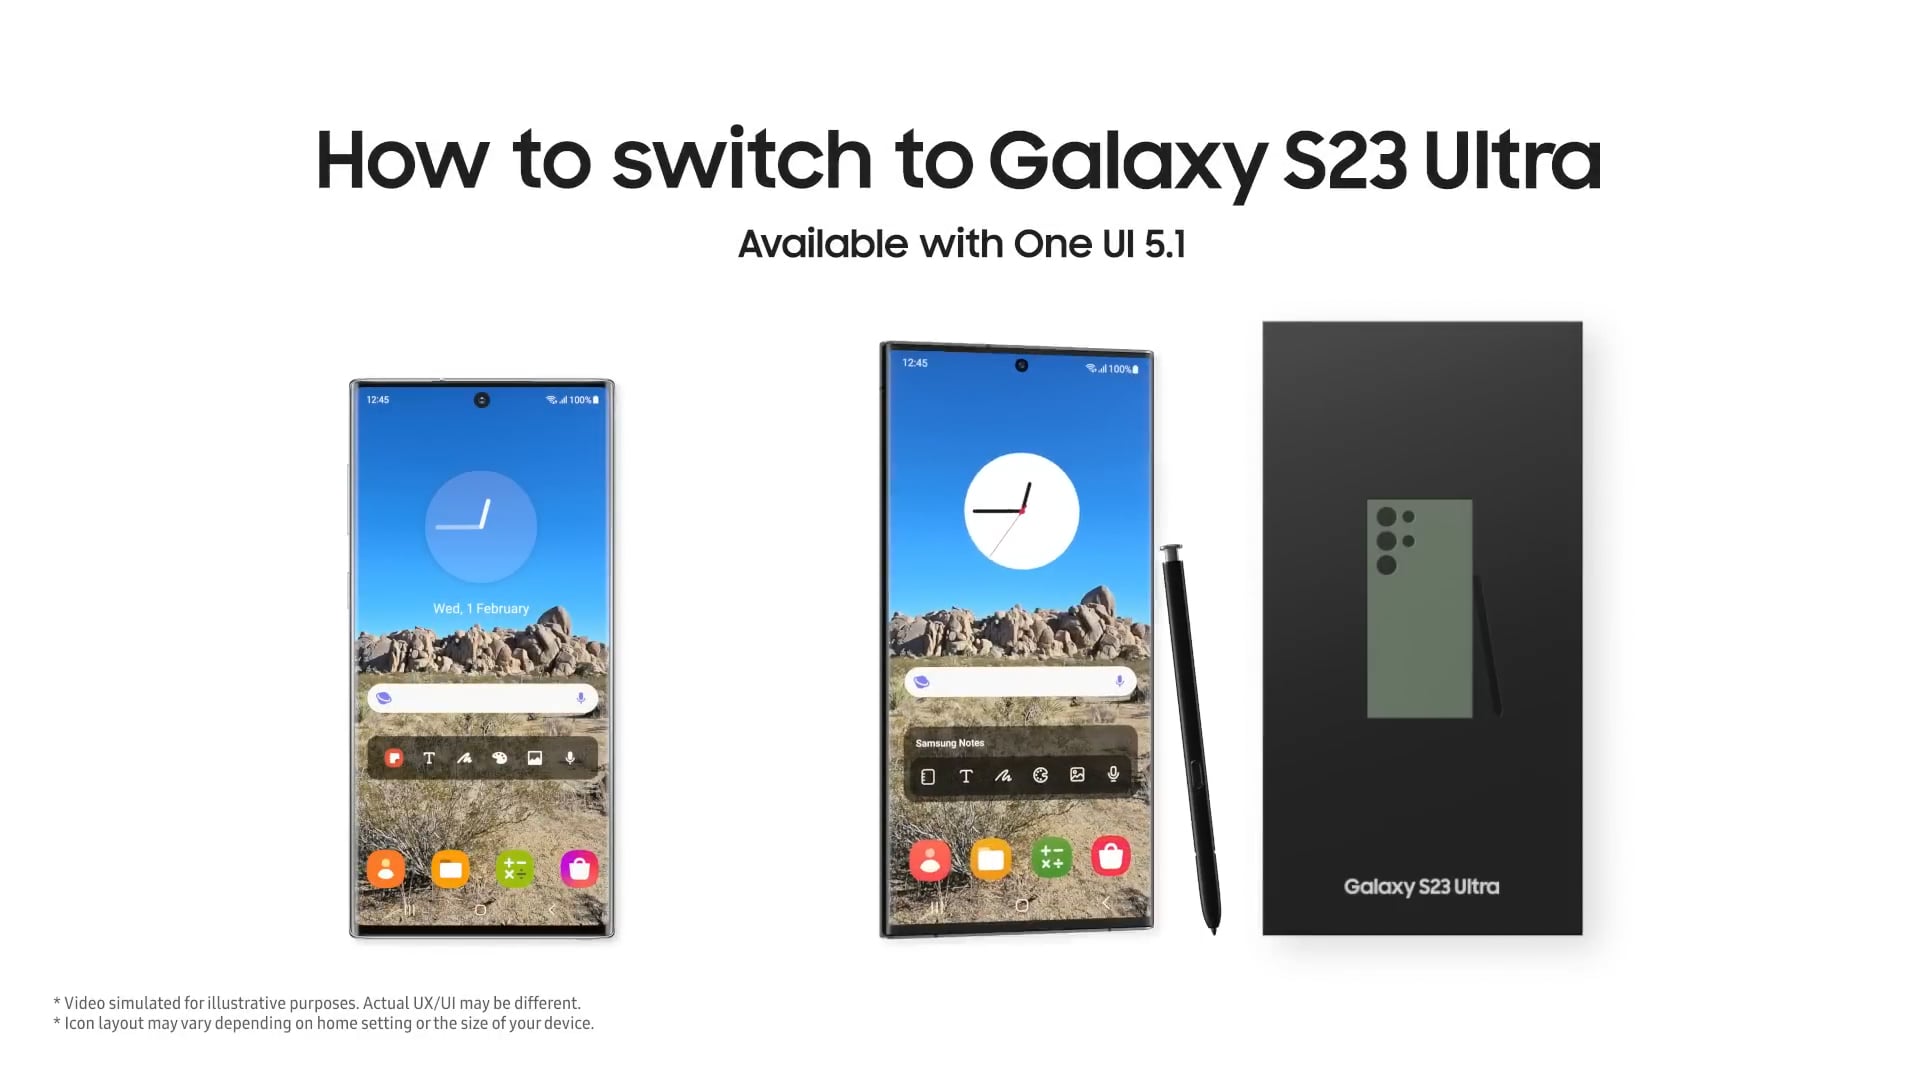 How to switch to Galaxy S23 Ultra
Available with One UI 5.1
12:45
100%
Wed, 1 February
12:45
100%
Samsung Notes
Galaxy S23 Ultra
* Video simulated for illustrative purposes. Actual UX/UI may be different.
* Icon layout may vary depending on home setting or the size of your device.